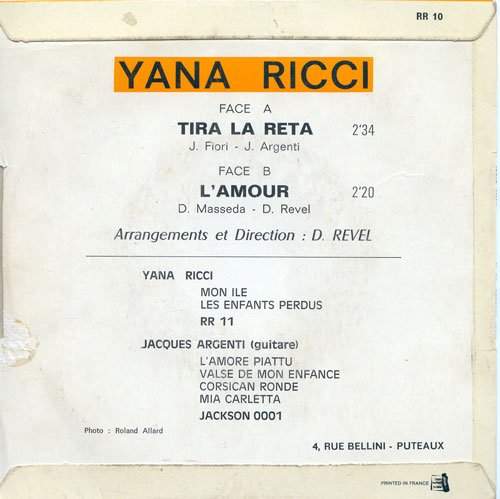 RR 10
YANA RICCI
FACE A
TIRA LA RETA 2'34
J. Fiori - J. Argenti
FACE B
L'AMOUR 2'20
D. Masseda - D. Revel
Arrangements et Direction : D. REVEL
YANA RICCI
MON ILE
LES ENFANTS PERDUS
RR 11
JACQUES ARGENTI (guitare)
L'AMORE PIATTU
VALSE DE MON ENFANCE
CORSICAN RONDE
MIA CARLETTA
JACKSON 0001
Photo : Roland Allard
4, RUE BELLINI - PUTEAUX
PRINTED IN FRANCE